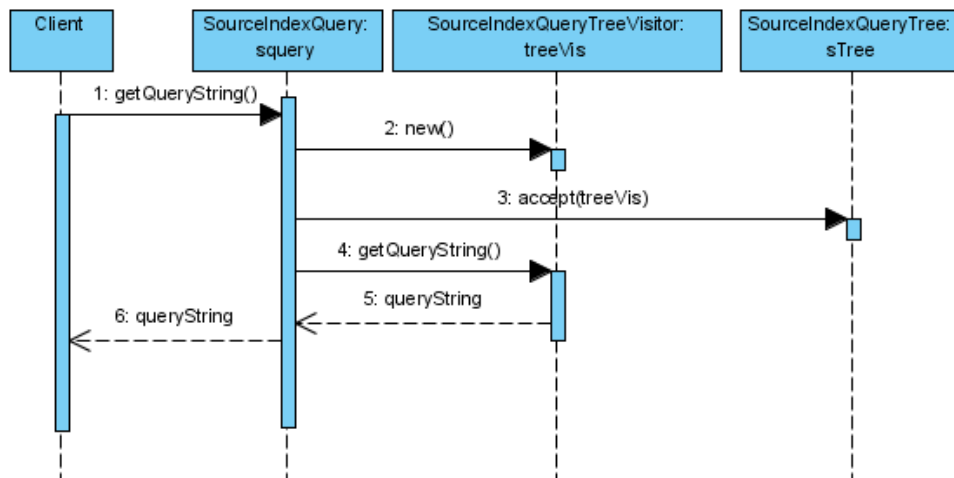 Client
SourceIndexQuery:
squery
SourceIndexQueryTreeVisitor:
treeVis
SourceIndexQueryTree:
sTree
1: getQueryString()
2: new()
3: accept(treeVis)
4: getQueryString()
5: queryString
6: queryString